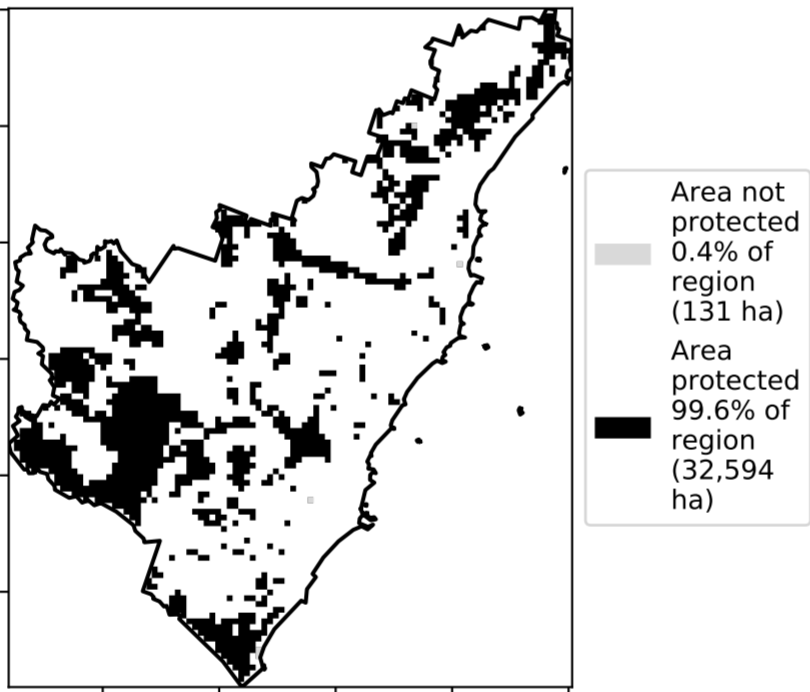 Area not
protected
0.4% of
region
(131 ha)
Area
protected
99.6% of
region
(32,594
ha)